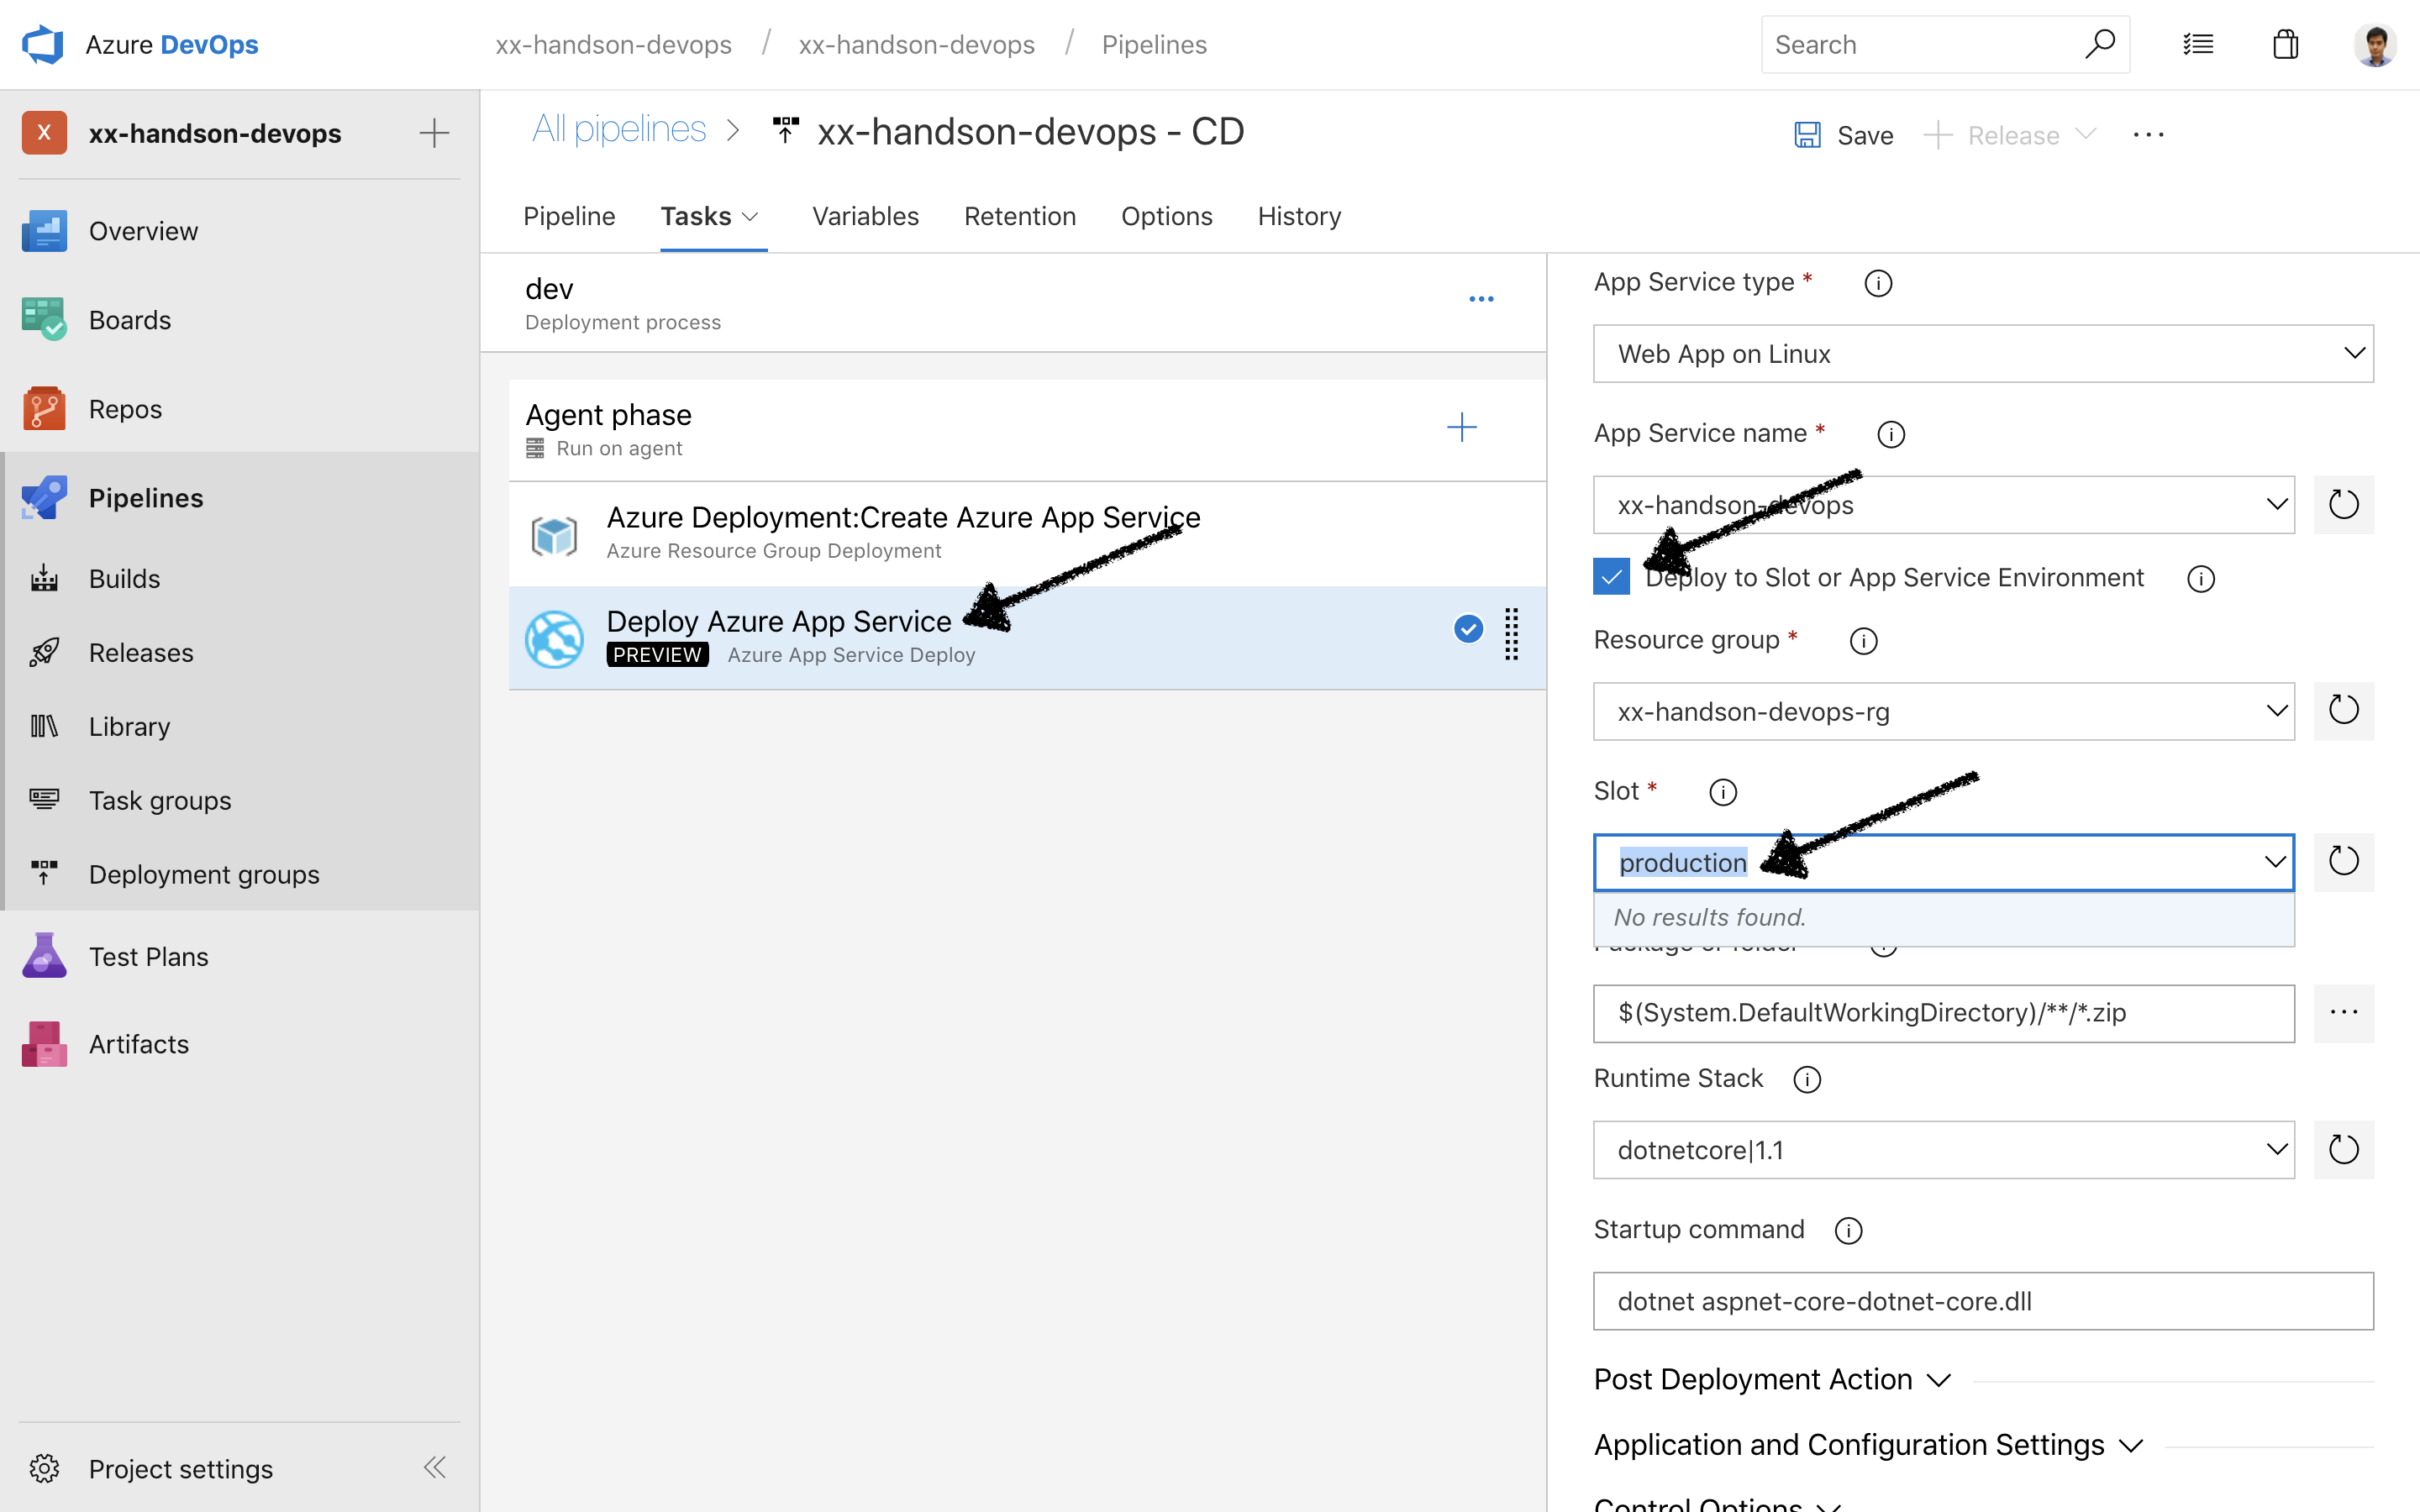 Azure DevOps
xx-handson-devops / xx-handson-devops / Pipelines
Search
X xx-handson-devops
Overview
Boards
Repos
Pipelines
Builds
Releases
Library
Task groups
Deployment groups
Test Plans
Artifacts
Project settings
All pipelines > xx-handson-devops - CD
Save
Release
Pipeline Tasks Variables Retention Options History
dev
Deployment process
Agent phase
Run on agent
Azure Deployment:Create Azure App Service
Azure Resource Group Deployment
Deploy Azure App Service
PREVIEW Azure App Service Deploy
App Service type *
Web App on Linux
App Service name *
xx-handson-devops
Deploy to Slot or App Service Environment
Resource group *
xx-handson-devops-rg
Slot *
production
No results found.
Package or folder
$(System.DefaultWorkingDirectory)/**/*.zip
Runtime Stack
dotnetcore|1.1
Startup command
dotnet aspnet-core-dotnet-core.dll
Post Deployment Action
Application and Configuration Settings
Control Options